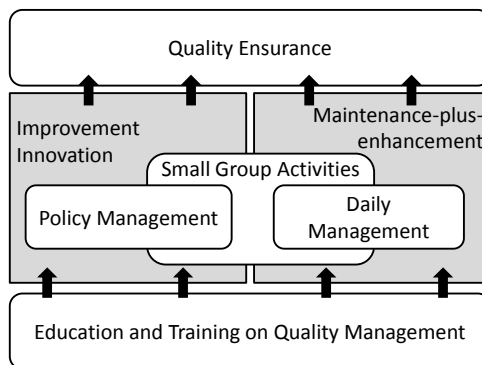 Quality Ensurance
Improvement
Innovation
Maintenance-plus-
enhancement
Small Group Activities
Policy Management
Daily
Management
Education and Training on Quality Management